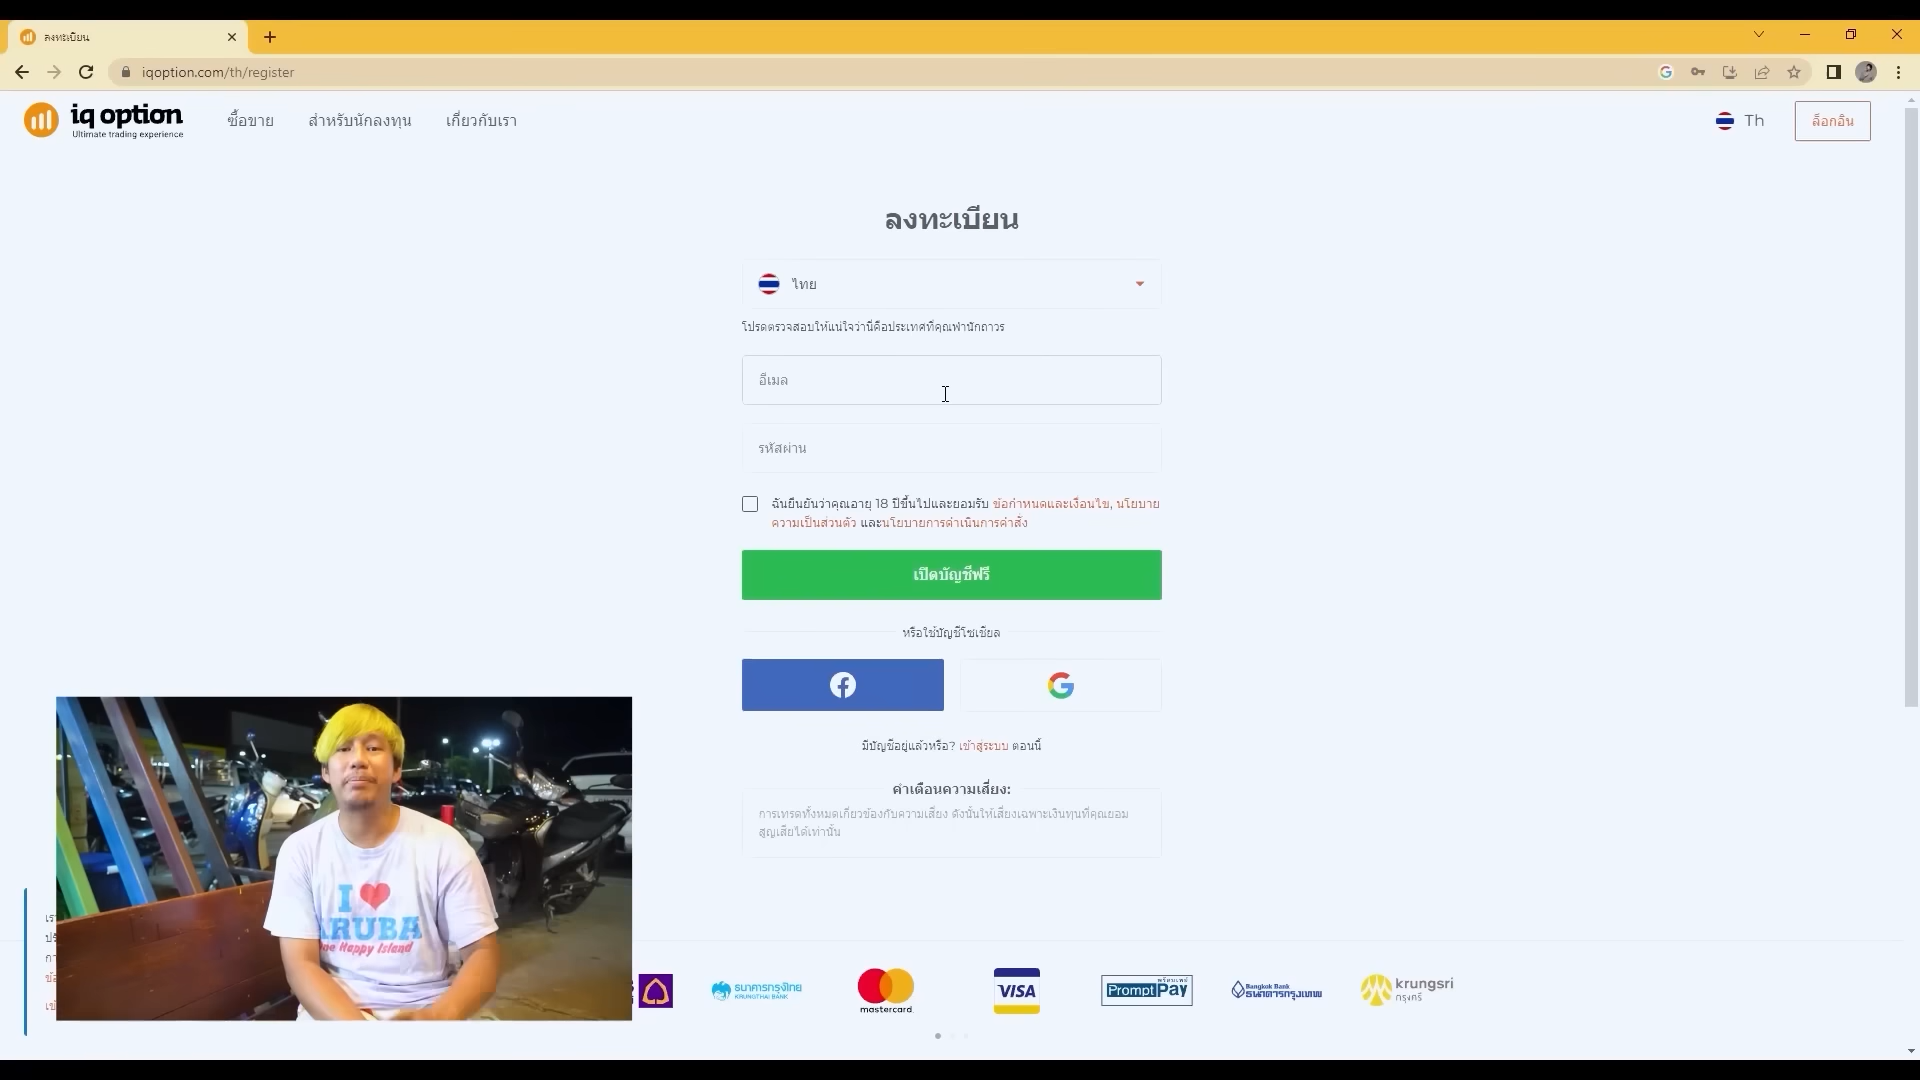 ลงทะเบียน
iqoption.com/th/register
iq option
Ultimate trading experience
ซื้อขาย
สำหรับนักลงทุน
เกี่ยวกับเรา
Th
ล็อกอิน
ลงทะเบียน
ไทย
โปรดตรวจสอบให้แน่ใจว่านี่คือประเทศที่คุณพำนักถาวร
อีเมล
รหัสผ่าน
ฉันยืนยันว่าคุณอายุ 18 ปีขึ้นไปและยอมรับ ข้อกำหนดและเงื่อนไข, นโยบาย
ความเป็นส่วนตัว และนโยบายการดำเนินการคำสั่ง
เปิดบัญชีฟรี
หรือใช้บัญชีโซเชียล
มีบัญชีอยู่แล้วหรือ? เข้าสู่ระบบ ตอนนี้
คำเตือนความเสี่ยง:
การเทรดทั้งหมดเกี่ยวข้องกับความเสี่ยง ดังนั้นให้เสี่ยงเฉพาะเงินทุนที่คุณยอม
สูญเสียได้เท่านั้น
I
ARUBA
One Happy Island
ธนาคารกรุงไทย
KRUNGTHAI BANK
mastercard
VISA
พร้อมเพย์
PromptPay
Bangkok Bank
ธนาคารกรุงเทพ
krungsri
กรุงศรี